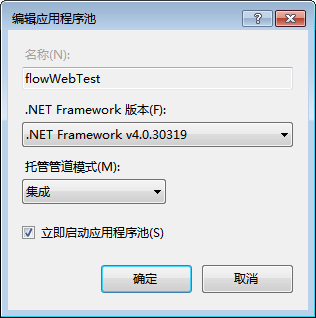 编辑应用程序池
名称(N):
flowWebTest
.NET Framework 版本(F):
.NET Framework v4.0.30319
托管管道模式(M):
集成
立即启动应用程序池(S)
确定
取消